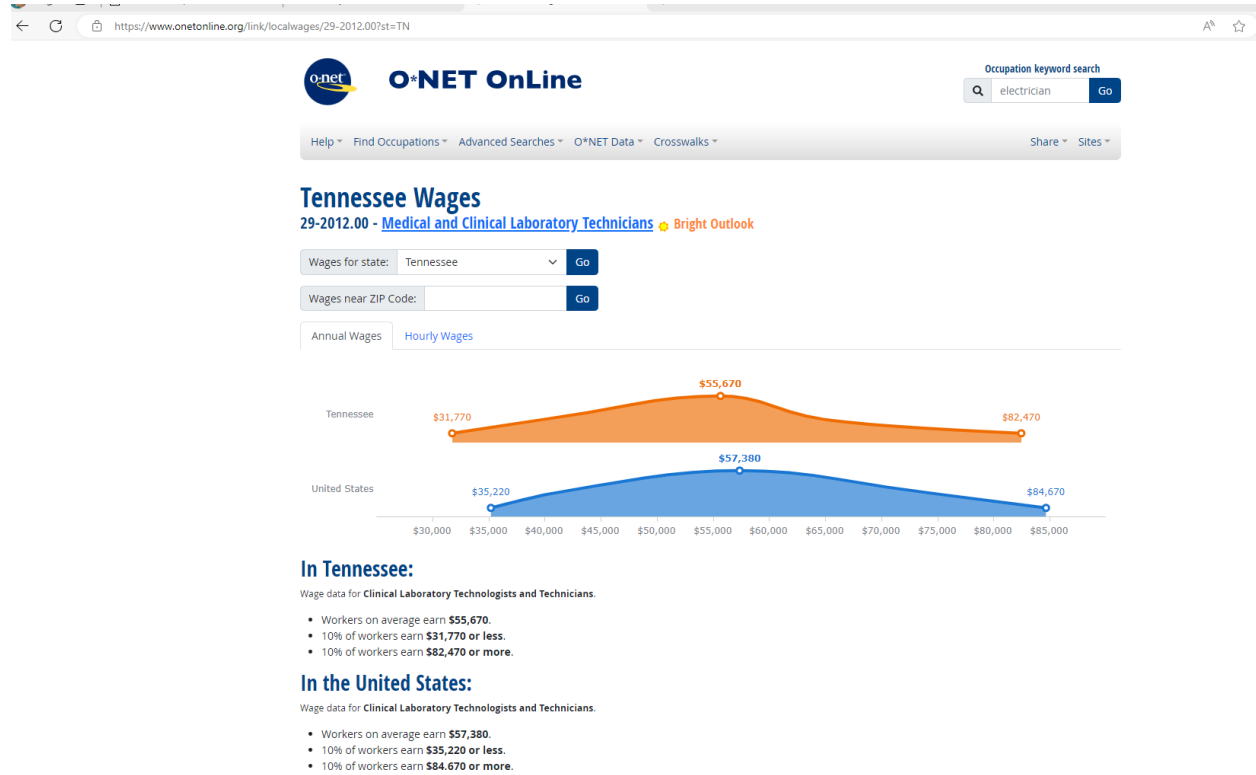 https://www.onetonline.org/link/localwages/29-2012.00?st=TN
o·net
O*NET OnLine
Occupation keyword search
electrician Go
Help Find Occupations Advanced Searches O*NET Data Crosswalks Share Sites
Tennessee Wages
29-2012.00 - Medical and Clinical Laboratory Technicians Bright Outlook
Wages for state: Tennessee Go
Wages near ZIP Code: Go
Annual Wages Hourly Wages
$55,670
Tennessee $31,770 $82,470
$57,380
United States $35,220 $84,670
$30,000 $35,000 $40,000 $45,000 $50,000 $55,000 $60,000 $65,000 $70,000 $75,000 $80,000 $85,000
In Tennessee:
Wage data for Clinical Laboratory Technologists and Technicians.
• Workers on average earn $55,670.
• 10% of workers earn $31,770 or less.
• 10% of workers earn $82,470 or more.
In the United States:
Wage data for Clinical Laboratory Technologists and Technicians.
• Workers on average earn $57,380.
• 10% of workers earn $35,220 or less.
• 10% of workers earn $84,670 or more.